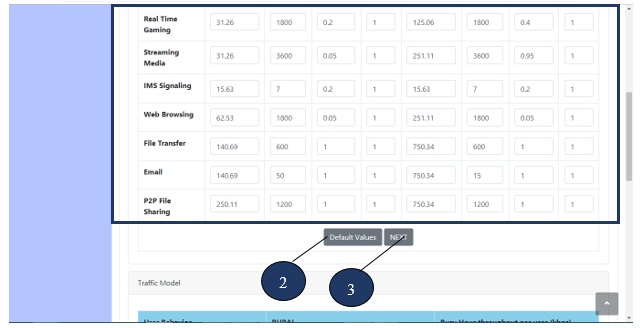 Real Time Gaming 31.26 1800 0.2 1 125.06 1800 0.4 1
Streaming Media 31.26 3600 0.05 1 251.11 3600 0.95 1
IMS Signaling 15.63 7 0.2 1 15.63 7 0.2 1
Web Browsing 62.53 1800 0.05 1 251.11 1800 0.05 1
File Transfer 140.69 600 1 1 750.34 600 1 1
Email 140.69 50 1 1 750.34 15 1 1
P2P File Sharing 250.11 1200 1 1 750.34 1200 1 1
Default Values NEXT
2 3
Traffic Model